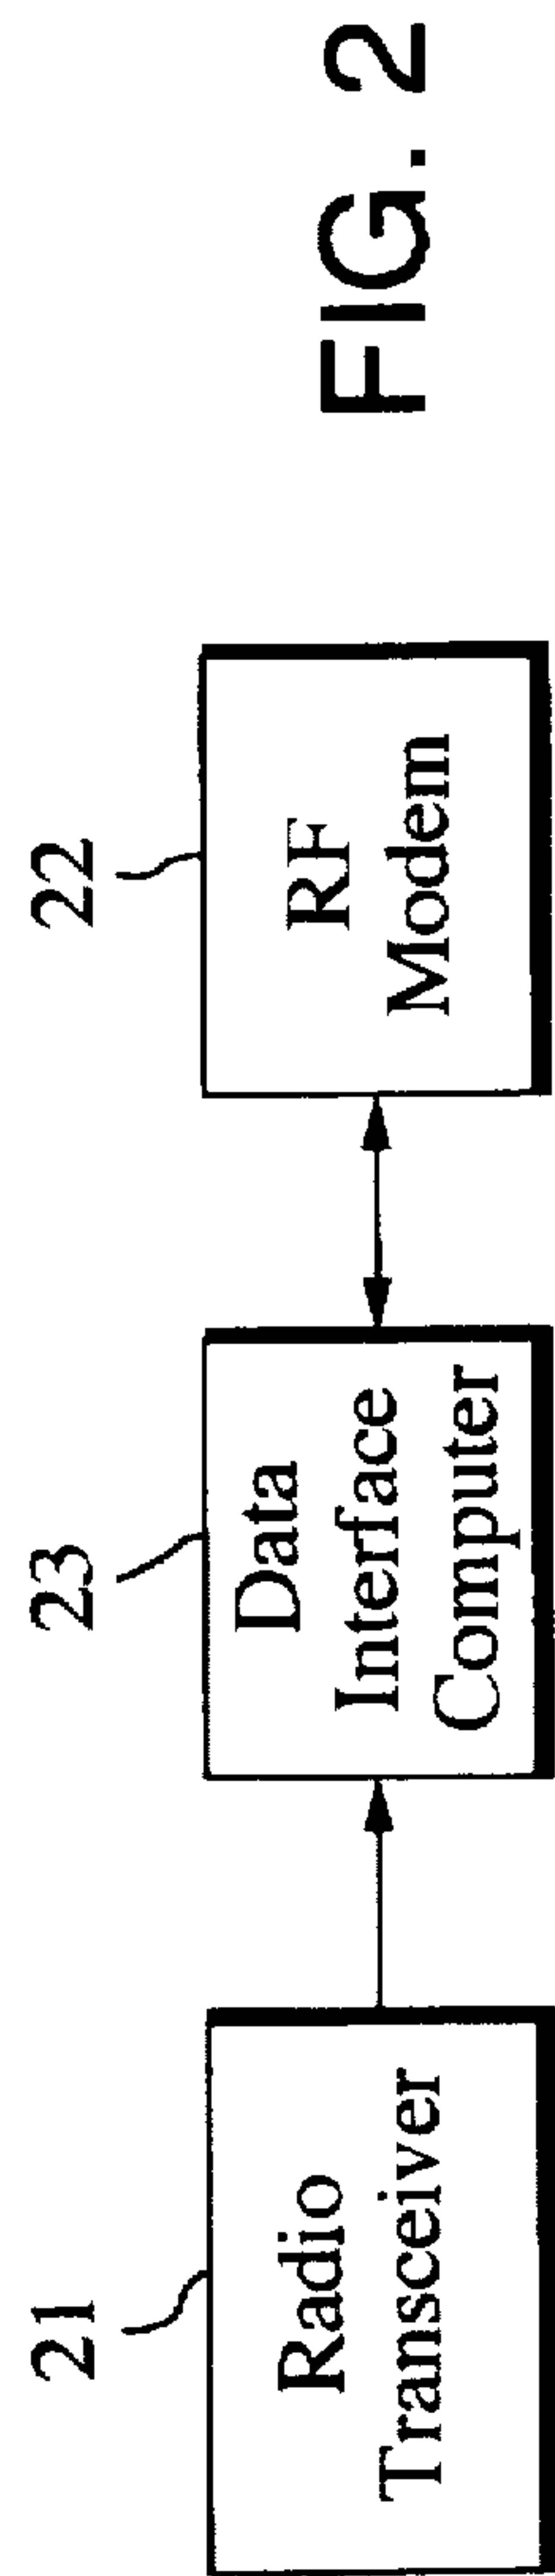 21
Radio
Transceiver
23
Data
Interface
Computer
22
RF
Modem
FIG. 2